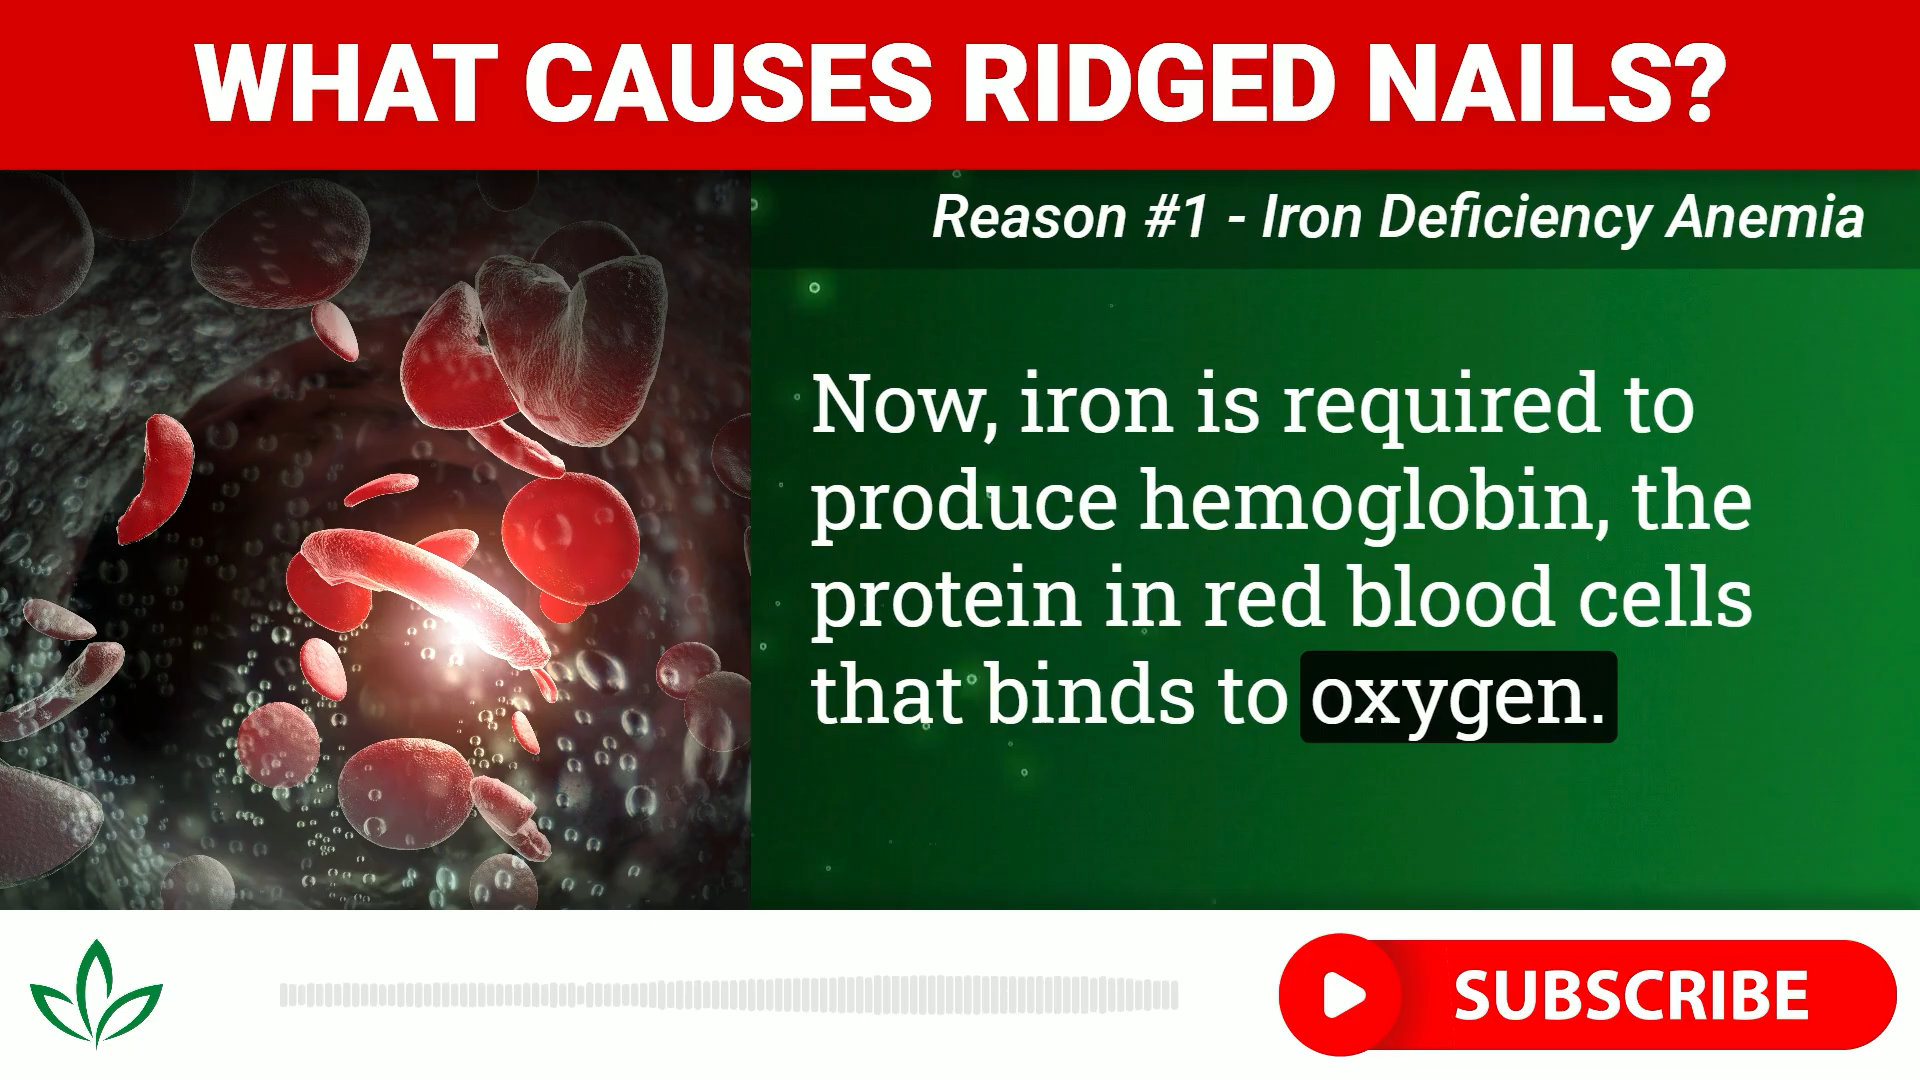 WHAT CAUSES RIDGED NAILS?
Reason #1 - Iron Deficiency Anemia
Now, iron is required to
produce hemoglobin, the
protein in red blood cells
that binds to oxygen.
SUBSCRIBE